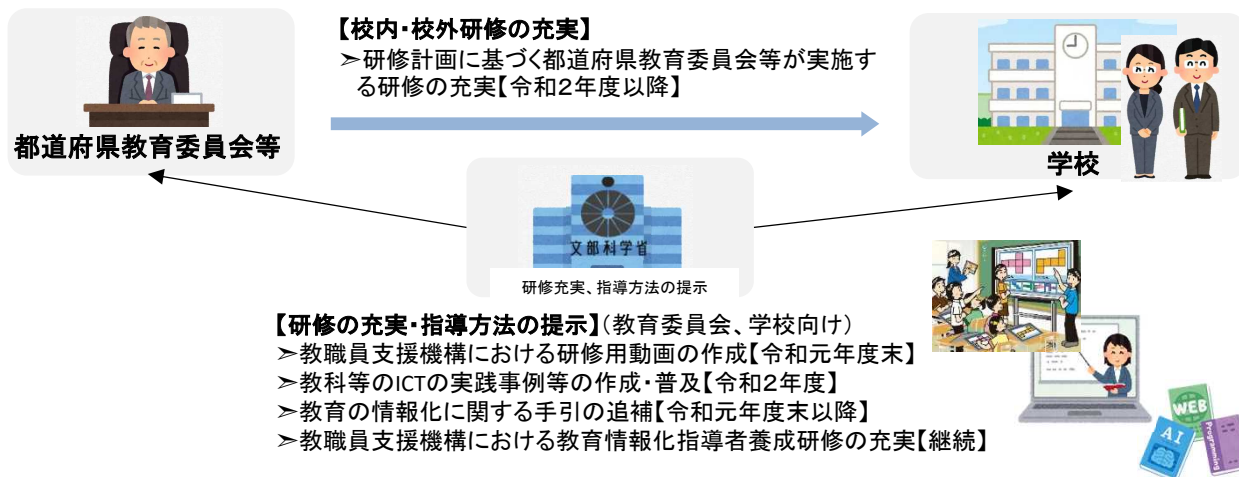 【校内・校外研修の充実】
➢研修計画に基づく都道府県教育委員会等が実施す
る研修の充実【令和２年度以降】
都道府県教育委員会等
学校
文部科学省
研修充実、指導方法の提示
【研修の充実・指導方法の提示】（教育委員会、学校向け）
➢教職員支援機構における研修用動画の作成【令和元年度末】
➢教科等のICTの実践事例等の作成・普及【令和２年度】
➢教育の情報化に関する手引の追補【令和元年度末以降】
➢教職員支援機構における教育情報化指導者養成研修の充実【継続】
WEB
AI
Programming